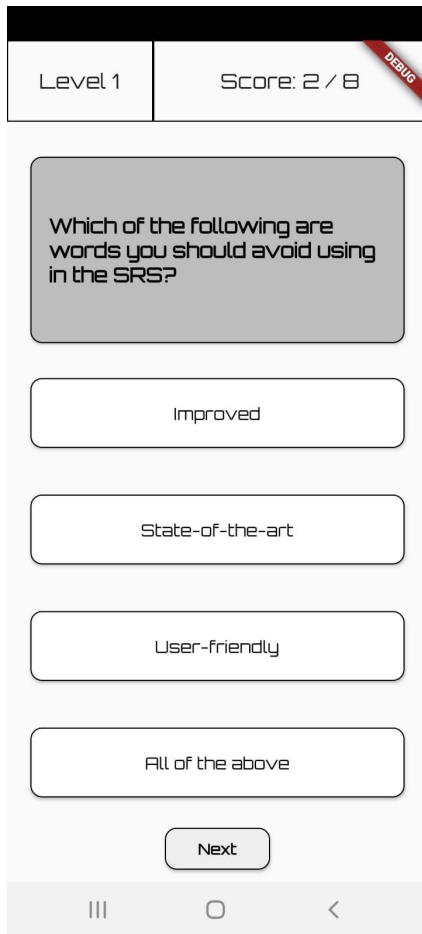 Level 1
Score: 2 / 8
DEBUG
Which of the following are
words you should avoid using
in the SRS?
Improved
State-of-the-art
User-friendly
All of the above
Next